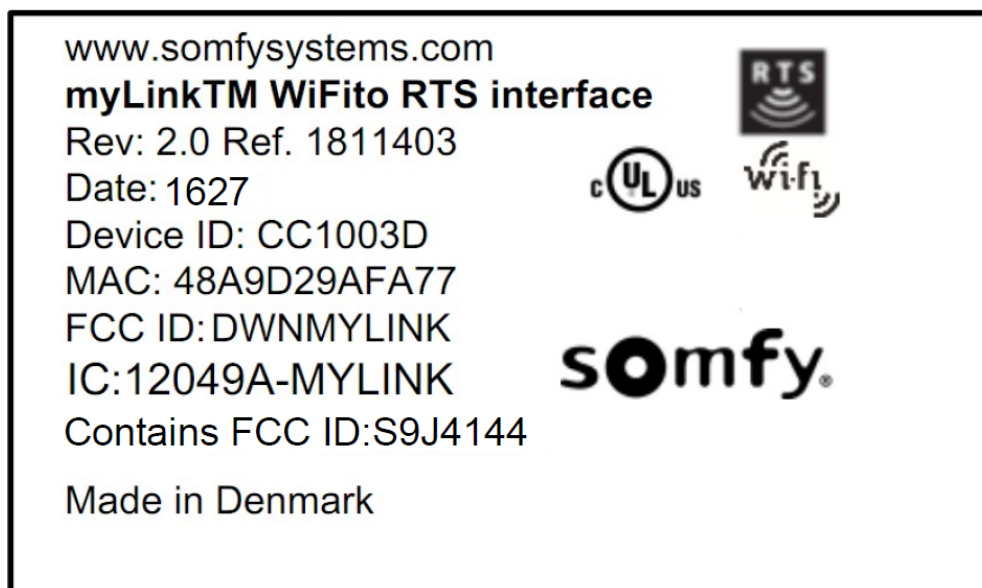 www.somfysystems.com
myLinkTM WiFito RTS interface
Rev: 2.0 Ref. 1811403
Date: 1627
Device ID: CC1003D
MAC: 48A9D29AFA77
FCC ID:DWNMYLINK
IC:12049A-MYLINK
Contains FCC ID:S9J4144
Made in Denmark
RTS
c UL US
Wi-fi
somfy®